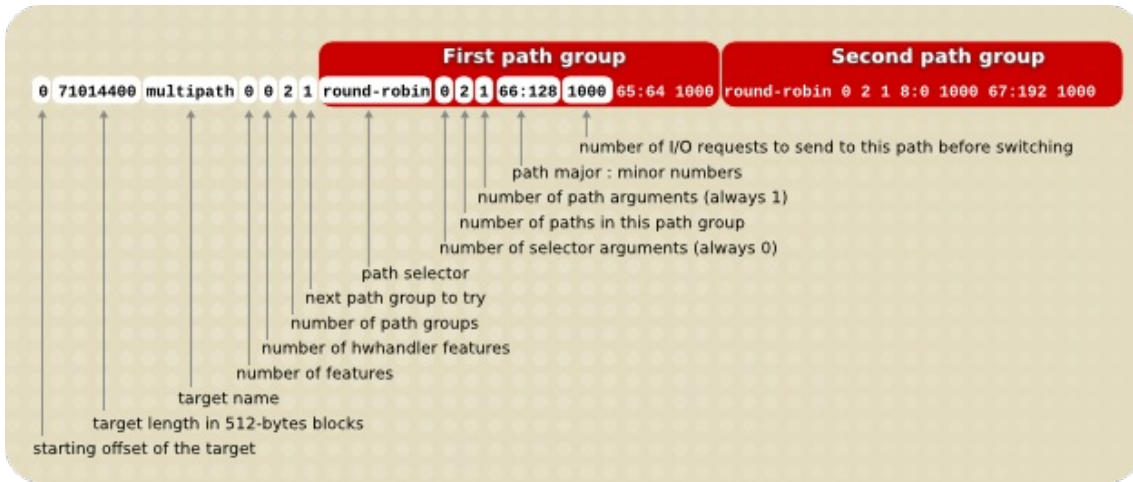 First path group Second path group
0 71014400 multipath 0 0 2 1 round-robin 0 2 1 66:128 1000 65:64 1000 round-robin 0 2 1 8:0 1000 67:192 1000
number of I/O requests to send to this path before switching
path major : minor numbers
number of path arguments (always 1)
number of paths in this path group
number of selector arguments (always 0)
path selector
next path group to try
number of path groups
number of hwhandler features
number of features
target name
target length in 512-bytes blocks
starting offset of the target